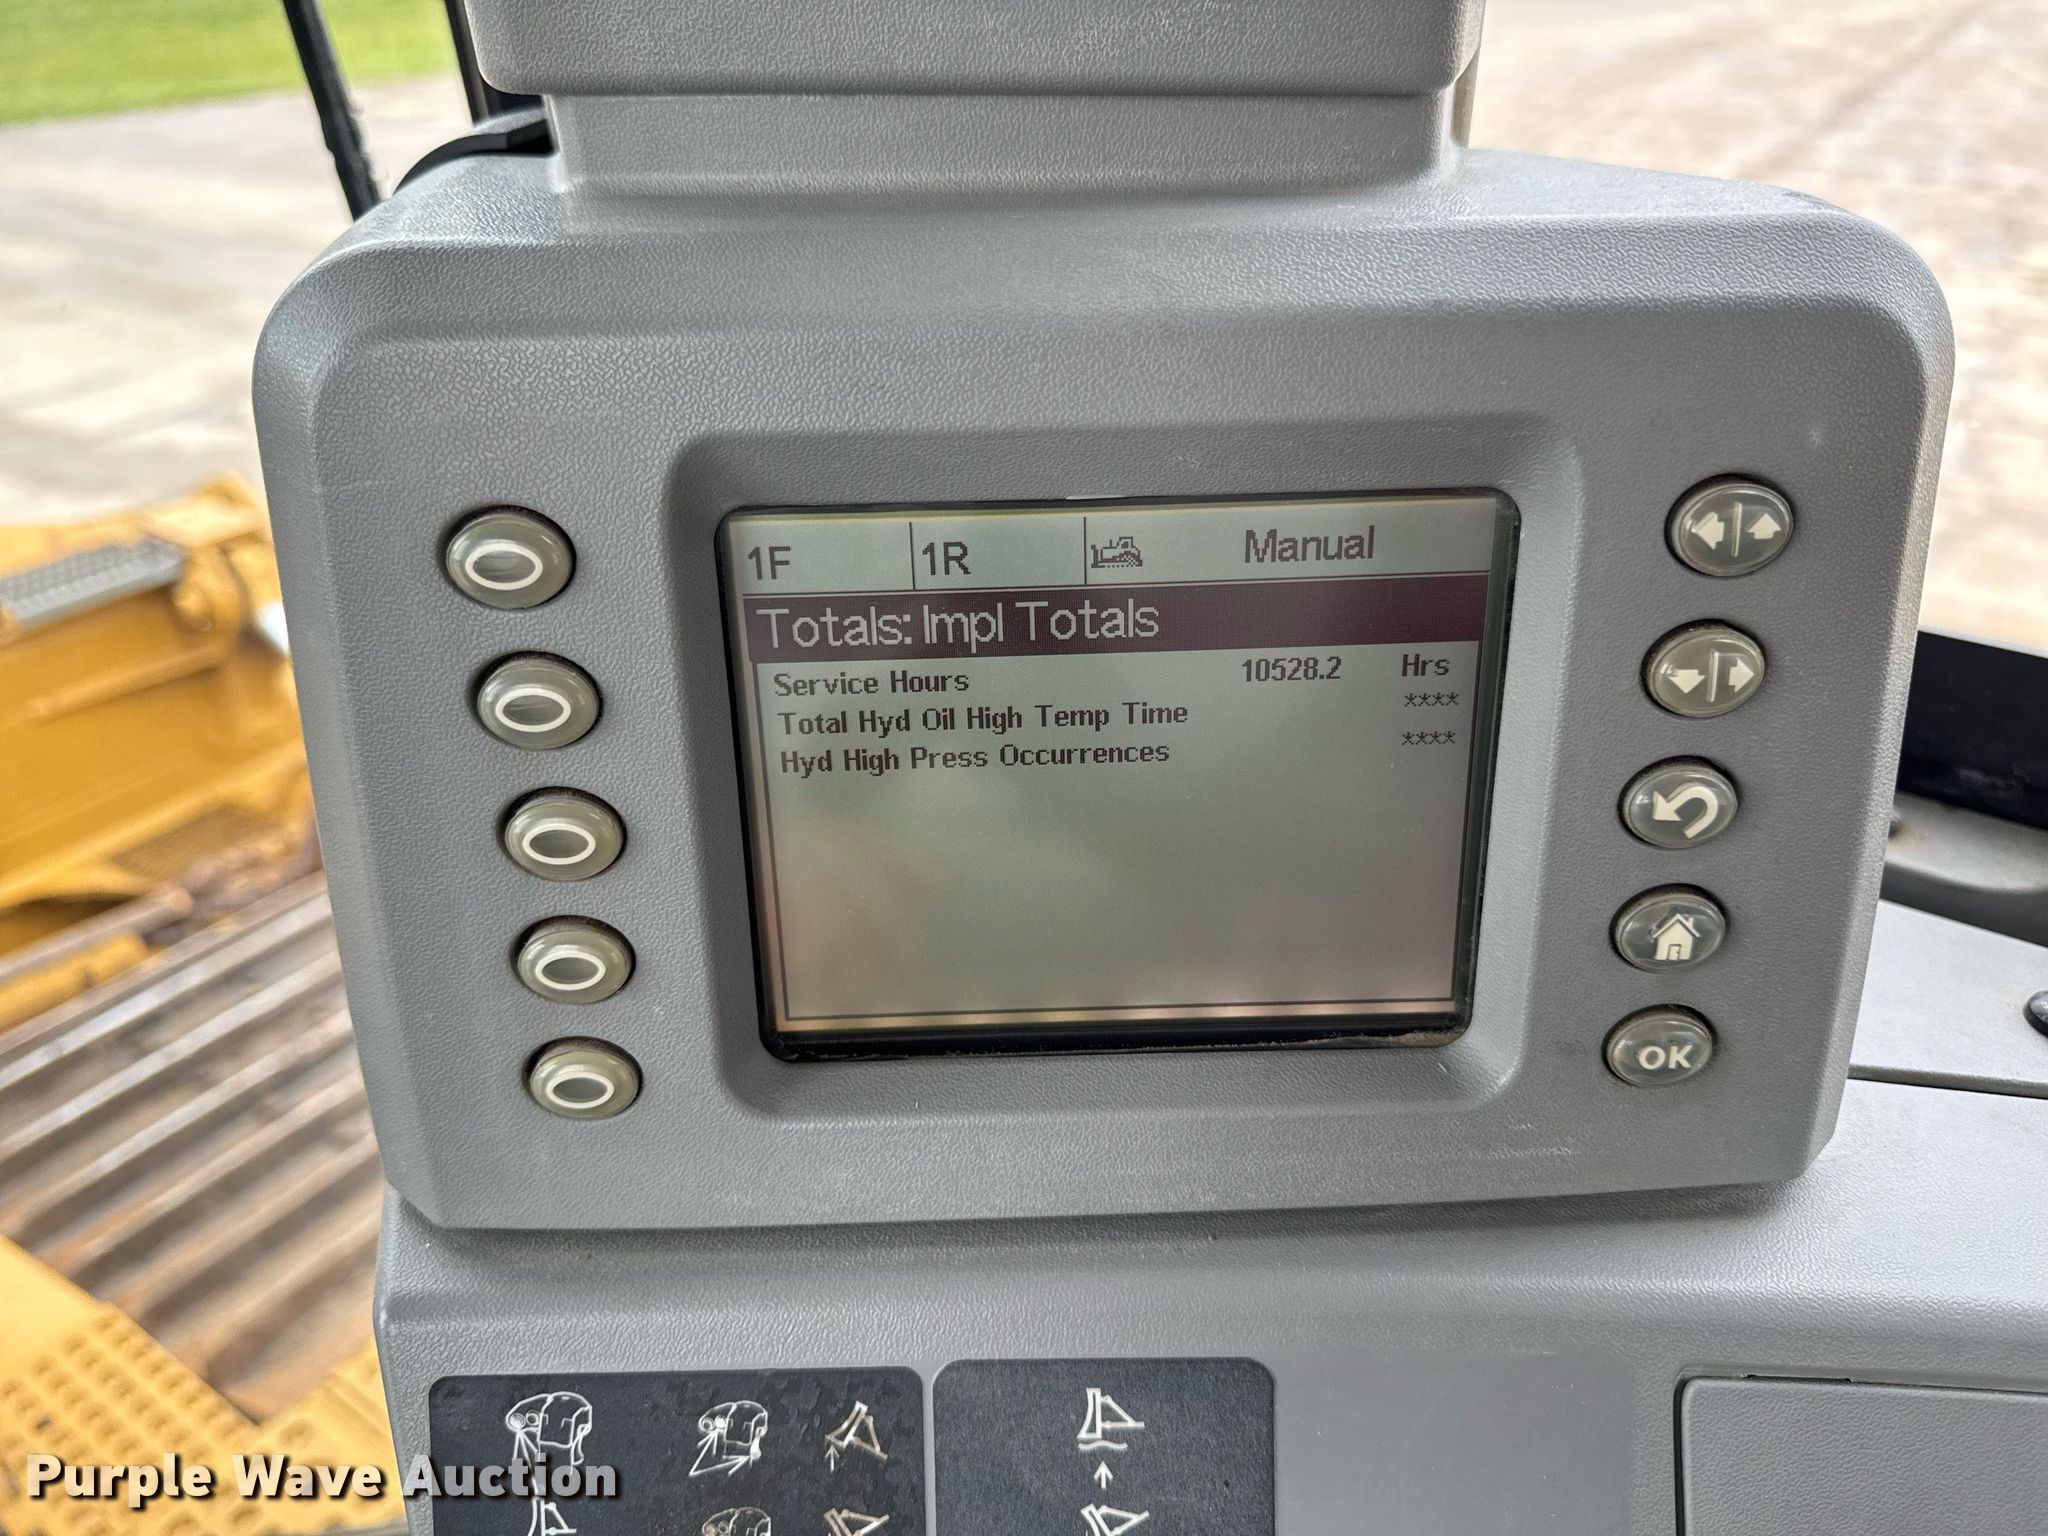 1F 1R Manual
Totals: Impl Totals
Service Hours 10528.2 Hrs
Total Hyd Oil High Temp Time ****
Hyd High Press Occurrences ****
OK
Purple Wave Auction